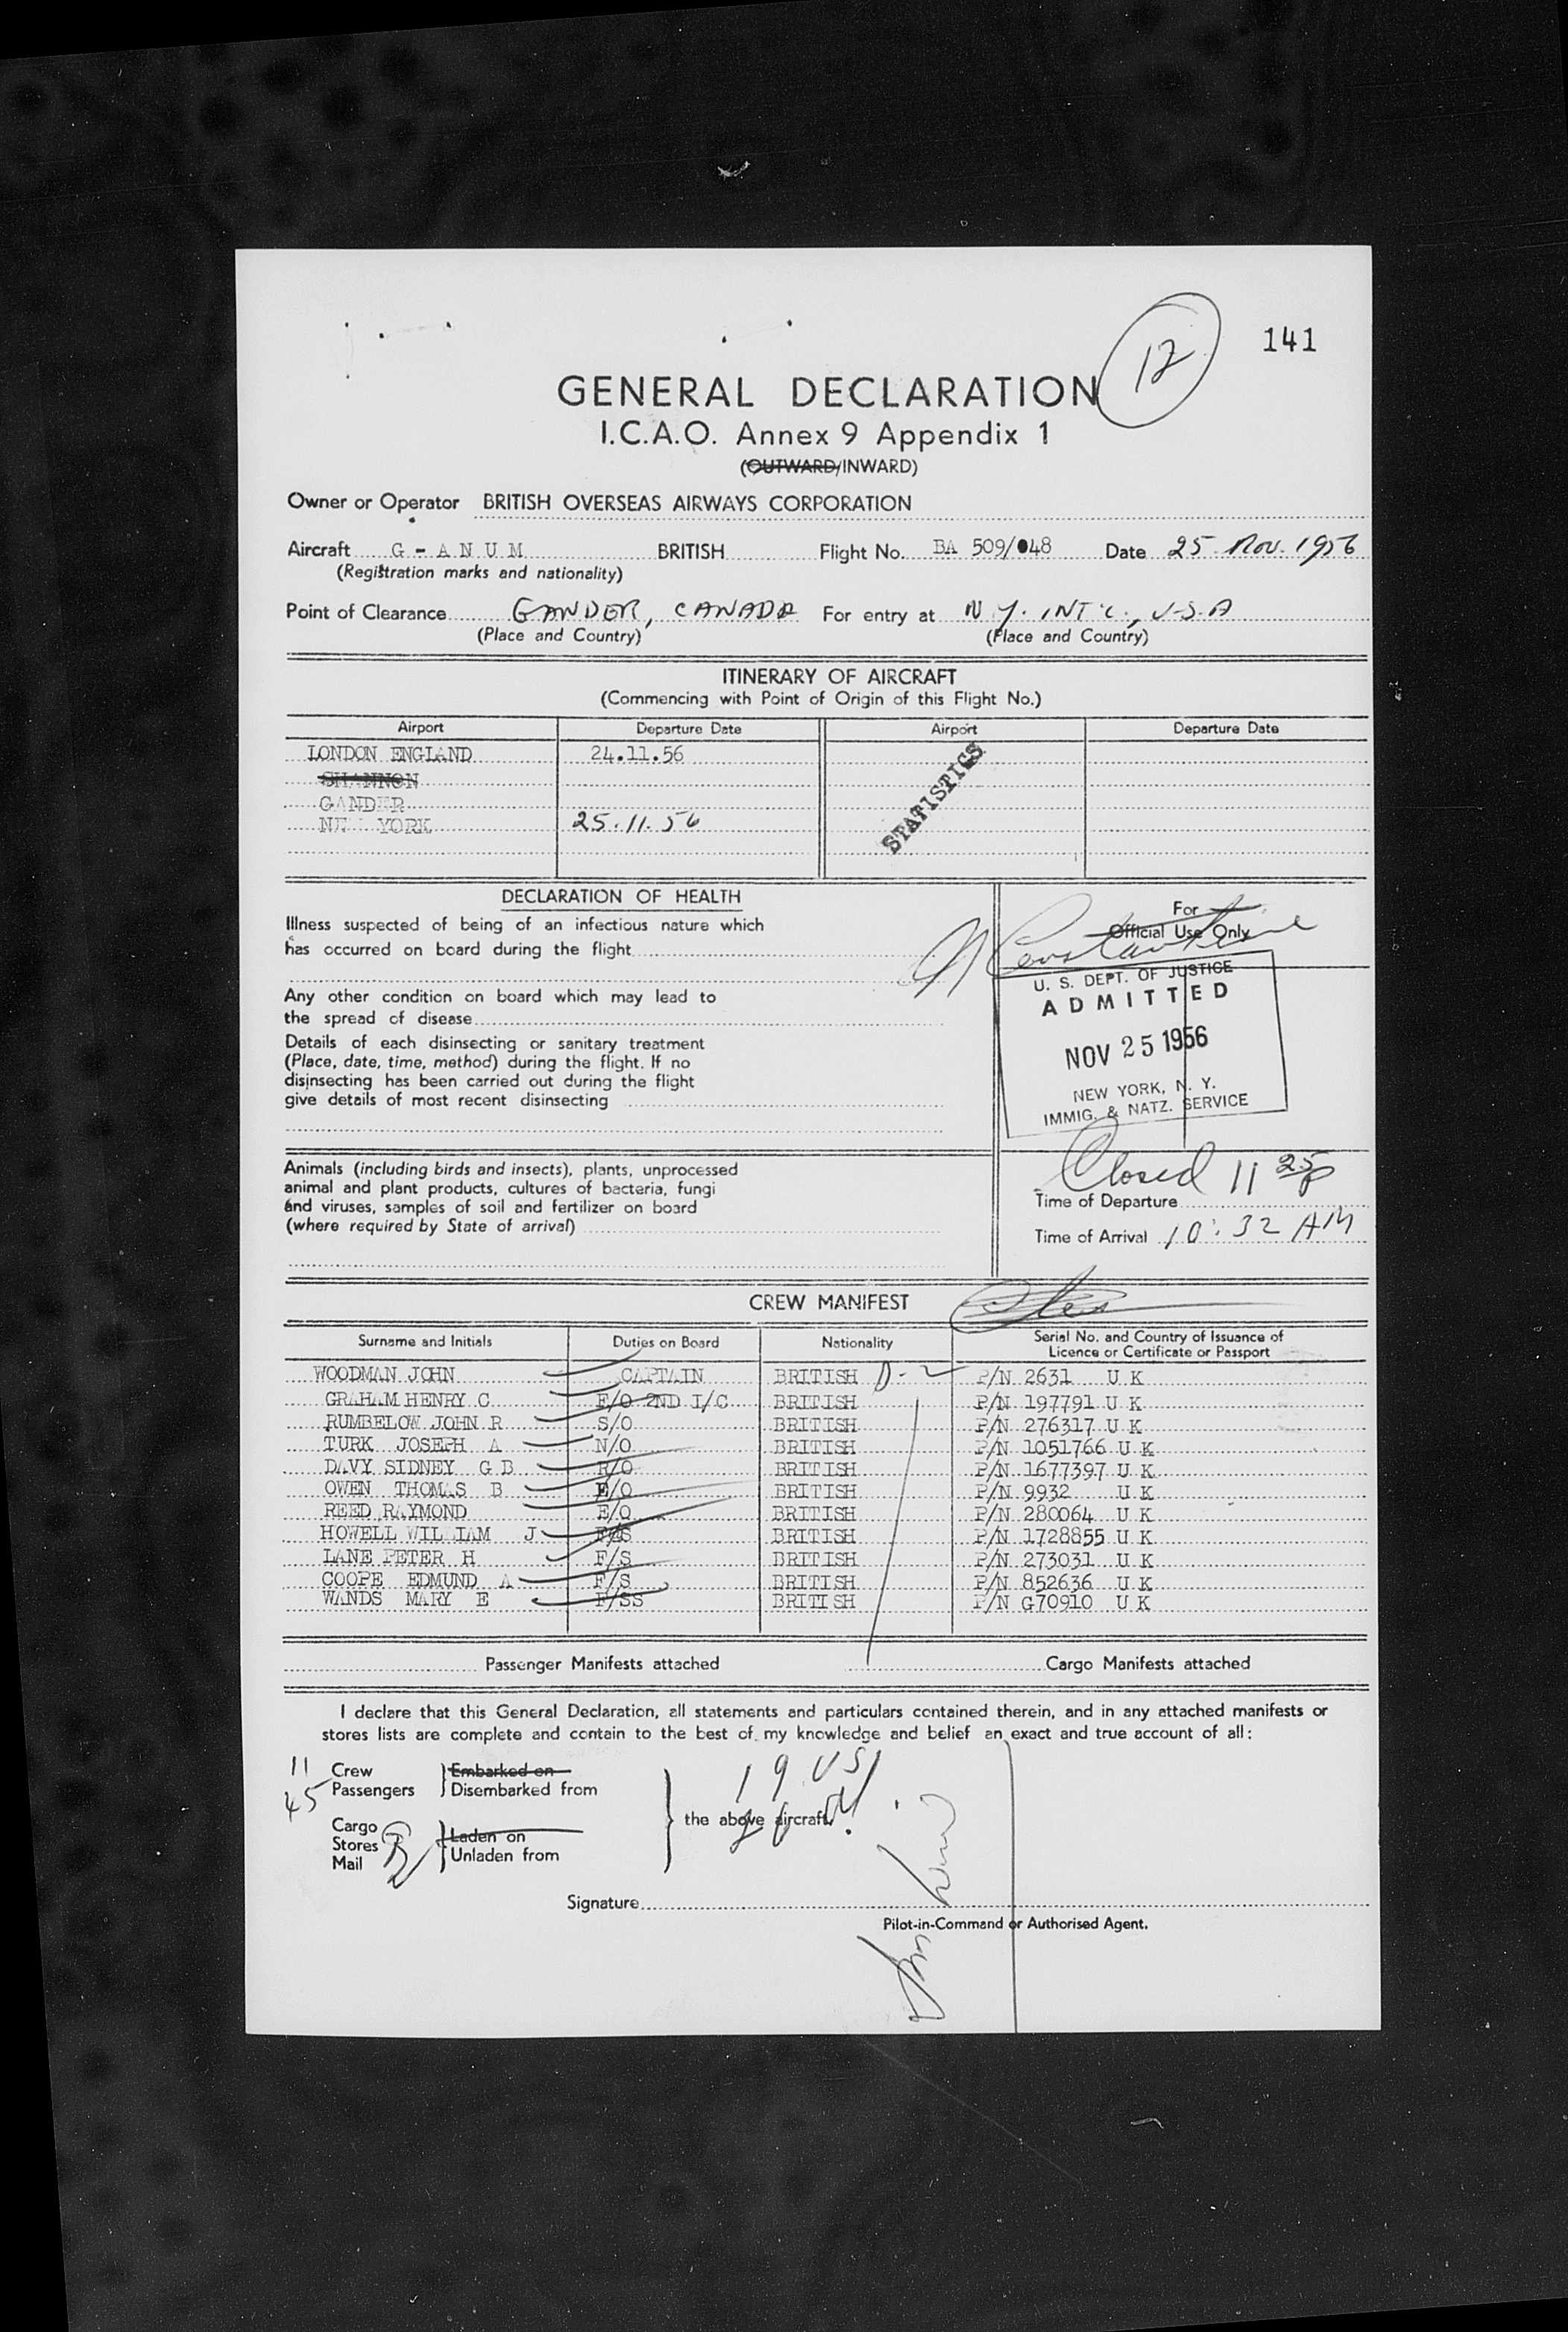 141
12
GENERAL DECLARATION
I.C.A.O. Annex 9 Appendix 1
(OUTWARD/INWARD)
Owner or Operator BRITISH OVERSEAS AIRWAYS CORPORATION
Aircraft G - A N U M BRITISH Flight No. BA 509/048 Date 25 Nov. 1956
(Registration marks and nationality)
Point of Clearance GANDER, CANADA For entry at N.Y. INT'L, U.S.A
(Place and Country) (Place and Country)
ITINERARY OF AIRCRAFT
(Commencing with Point of Origin of this Flight No.)
Airport Departure Date Airport Departure Date
LONDON ENGLAND 24.11.56
SHANNON
GANDER
NEW YORK 25.11.56
STATISTICS
DECLARATION OF HEALTH
For
Official Use Only
Illness suspected of being of an infectious nature which
has occurred on board during the flight
Any other condition on board which may lead to
the spread of disease
Details of each disinsecting or sanitary treatment
(Place, date, time, method) during the flight. If no
disinsecting has been carried out during the flight
give details of most recent disinsecting
U. S. DEPT. OF JUSTICE
ADMITTED
NOV 25 1956
NEW YORK, N. Y.
IMMIG. & NATZ. SERVICE
Animals (including birds and insects), plants, unprocessed
animal and plant products, cultures of bacteria, fungi
and viruses, samples of soil and fertilizer on board
(where required by State of arrival)
Closed 11 25
Time of Departure
Time of Arrival 10:32 AM
CREW MANIFEST
Surname and Initials Duties on Board Nationality Serial No. and Country of Issuance of
Licence or Certificate or Passport
WOODMAN JOHN CAPTAIN BRITISH D-2 P/N 2631 U K
GRAHAM HENRY C F/O 2ND I/C BRITISH P/N 197791 U K
RUMBELOW JOHN R S/O BRITISH P/N 276317 U K
TURK JOSEPH A N/O BRITISH P/N 1051766 U K
DAVY SIDNEY G B R/O BRITISH P/N 1677397 U K
OWEN THOMAS B E/O BRITISH P/N 9932 U K
REED RAYMOND E/O BRITISH P/N 280064 U K
HOWELL WILLIAM J F/S BRITISH P/N 1728855 U K
LANE PETER H F/S BRITISH P/N 273031 U K
COOPE EDMUND A F/S BRITISH P/N 852636 U K
WANDS MARY E F/SS BRITISH P/N G70910 U K
Passenger Manifests attached Cargo Manifests attached
I declare that this General Declaration, all statements and particulars contained therein, and in any attached manifests or
stores lists are complete and contain to the best of my knowledge and belief an exact and true account of all:
11 Crew Embarked on
45 Passengers Disembarked from
19 US
the above aircraft.
Cargo
Stores Laden on
Mail Unladen from
Signature
Pilot-in-Command or Authorised Agent.